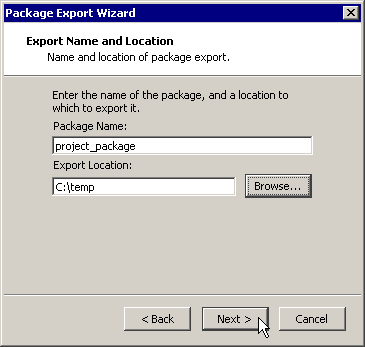 Package Export Wizard
Export Name and Location
Name and location of package export.
Enter the name of the package, and a location to
which to export it.
Package Name:
project_package
Export Location:
C:\temp
Browse...
< Back
Next >
Cancel